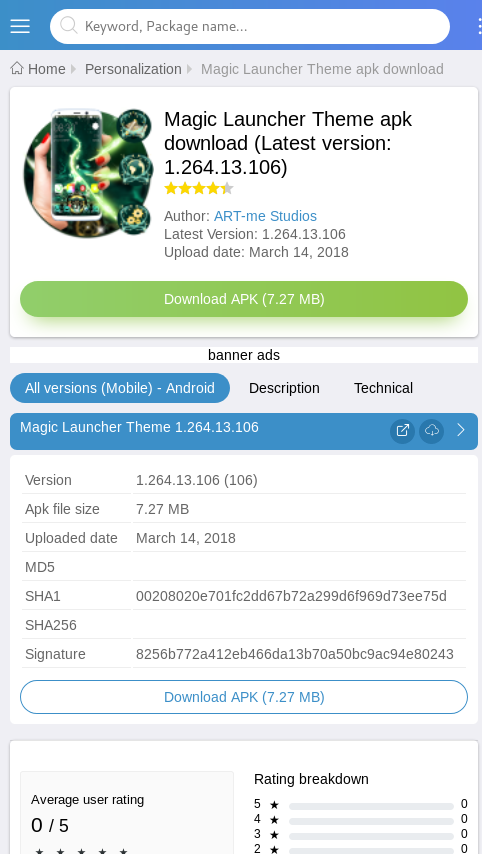 Keyword, Package name...
Home Personalization Magic Launcher Theme apk download
Magic Launcher Theme apk
download (Latest version:
1.264.13.106)
Author: ART-me Studios
Latest Version: 1.264.13.106
Upload date: March 14, 2018
Download APK (7.27 MB)
banner ads
All versions (Mobile) - Android Description Technical
Magic Launcher Theme 1.264.13.106
Version 1.264.13.106 (106)
Apk file size 7.27 MB
Uploaded date March 14, 2018
MD5
SHA1 00208020e701fc2dd67b72a299d6f969d73ee75d
SHA256
Signature 8256b772a412eb466da13b70a50bc9ac94e80243
Download APK (7.27 MB)
Rating breakdown
Average user rating
0 / 5
5 ★ 0
4 ★ 0
3 ★ 0
2 ★ 0